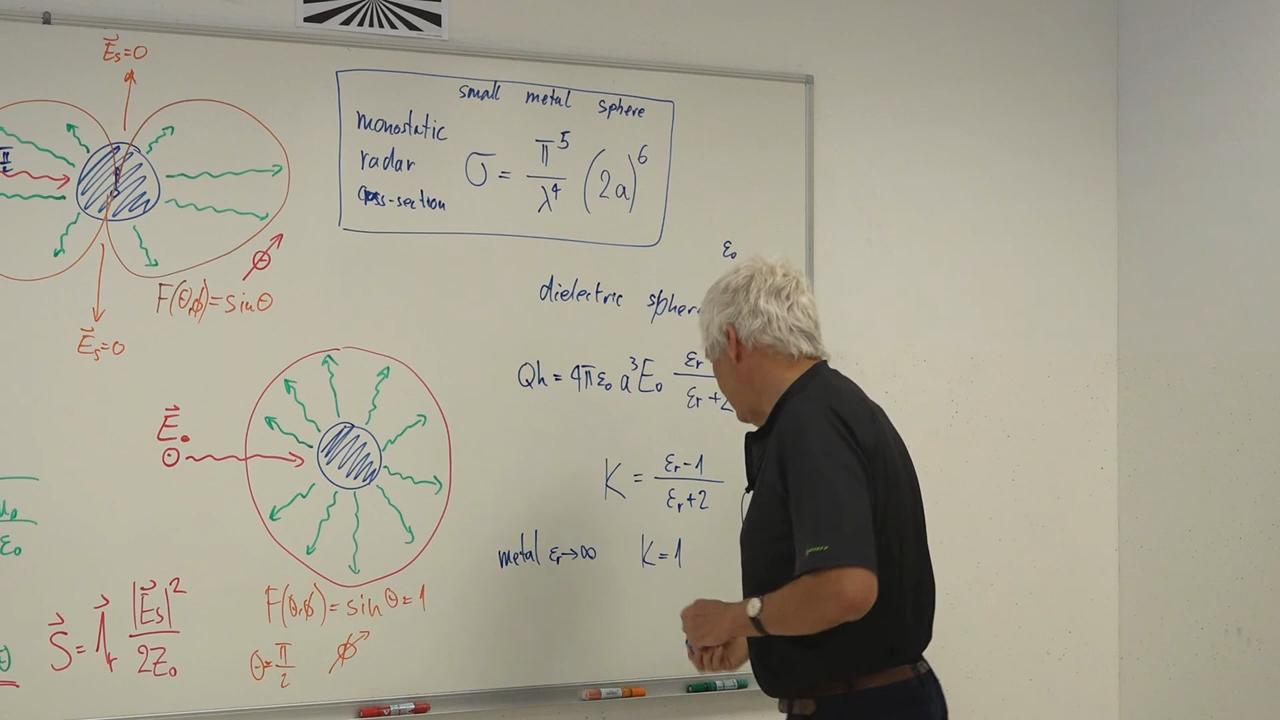 E⃗s=0
small metal sphere
monostatic
radar
cross-section
σ = π⁵/λ⁴ (2a)⁶
π/2
ε₀
dielectric sphere
F(θ,ϕ)=sinθ
E⃗s=0
Qh = 4πε₀ a³E₀ εr / εr+2
E⃗₀
K = εr-1 / εr+2
metal εr→∞ K=1
F(θ,ϕ)=sinθ=1
S⃗ = 1⃗r |E⃗s|² / 2Z₀
θ=π/2 ϕ